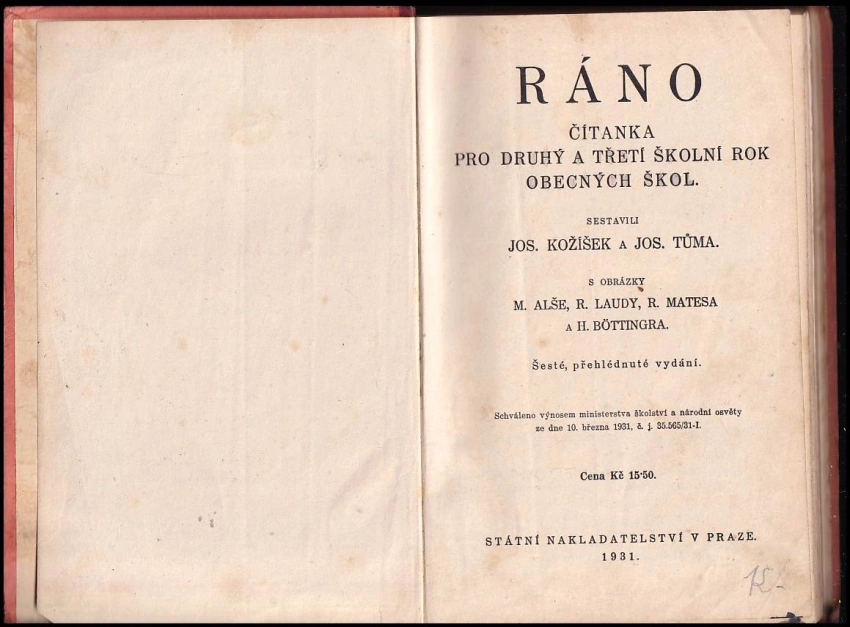 RÁNO
ČÍTANKA
PRO DRUHÝ A TŘETÍ ŠKOLNÍ ROK
OBECNÝCH ŠKOL.
SESTAVILI
JOS. KOŽÍŠEK A JOS. TŮMA.
S OBRÁZKY
M. ALŠE, R. LAUDY, R. MATESA
A H. BÖTTINGRA.
Šesté, přehlédnuté vydání.
Schváleno výnosem ministerstva školství a národní osvěty
ze dne 10. března 1931, č. j. 35.565/31-I.
Cena Kč 15·50.
STÁTNÍ NAKLADATELSTVÍ V PRAZE.
1931.